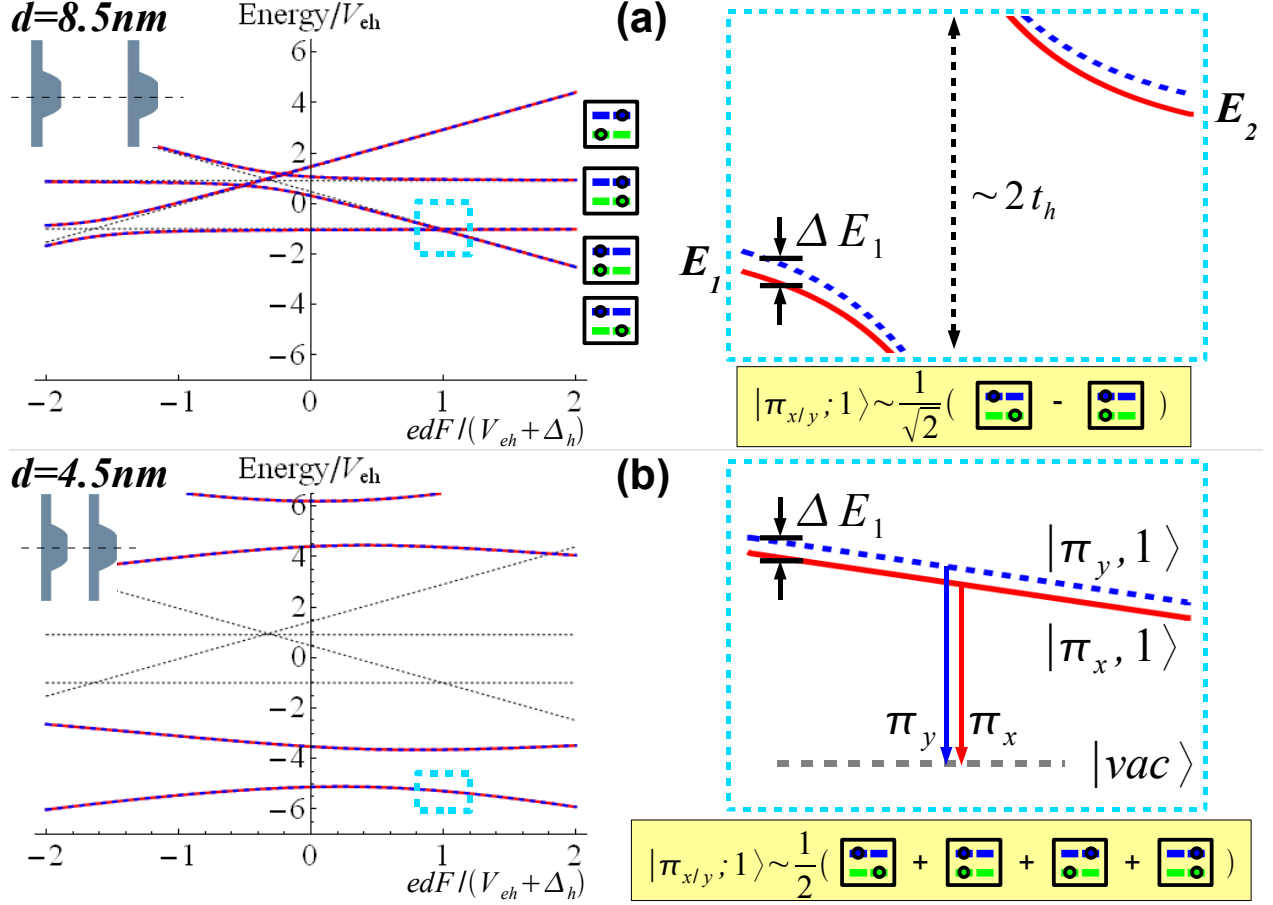 d=8.5nm
Energy/V_eh
4
2
0
−2
−4
−6
−2 −1 0 1 2
edF/(V_eh+Δ_h)
(a)
E_2
~2t_h
ΔE_1
E_1
|π_x/y;1⟩~1/√2( - )
d=4.5nm
Energy/V_eh
6
4
2
0
−2
−4
−6
−2 −1 0 1 2
edF/(V_eh+Δ_h)
(b)
ΔE_1
|π_y,1⟩
|π_x,1⟩
π_y π_x
|vac⟩
|π_x/y;1⟩~1/2( + + + )